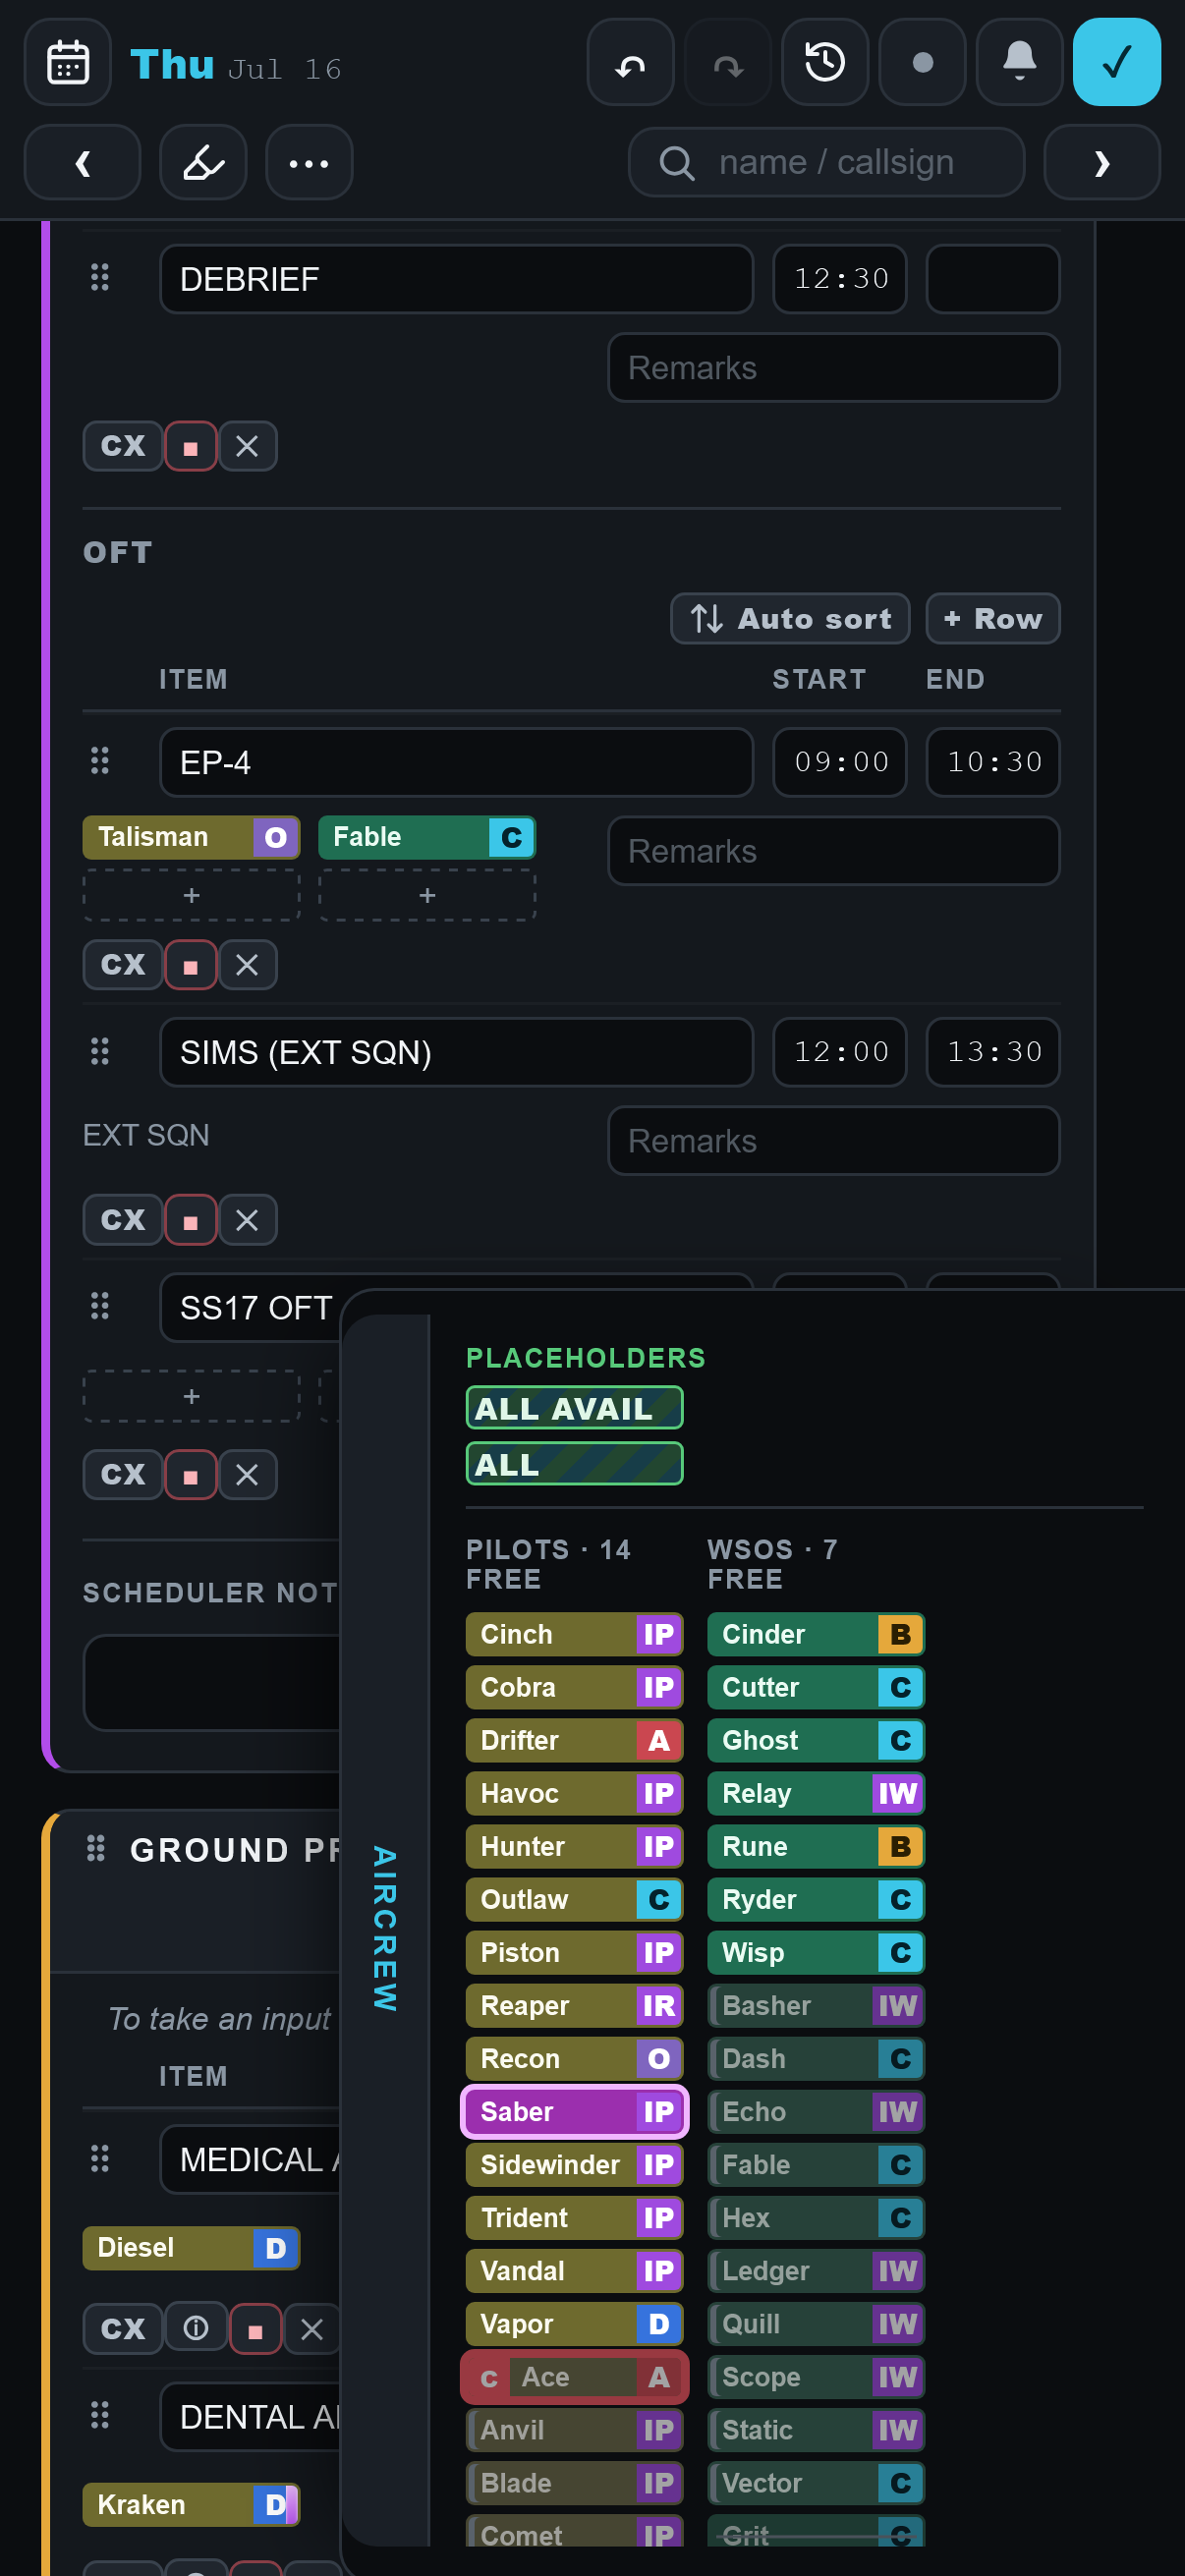 Thu Jul 16
name / callsign
DEBRIEF 12:30
Remarks
CX
OFT
Auto sort + Row
ITEM START END
EP-4 09:00 10:30
Talisman O Fable C Remarks
+ +
CX
SIMS (EXT SQN) 12:00 13:30
EXT SQN Remarks
CX
SS17 OFT
+
CX
SCHEDULER NOT
GROUND PR
To take an input
ITEM
MEDICAL A
Diesel D
CX
DENTAL A
Kraken D
AIRCREW
PLACEHOLDERS
ALL AVAIL
ALL
PILOTS · 14 FREE
WSOS · 7 FREE
Cinch IP Cinder B
Cobra IP Cutter C
Drifter A Ghost C
Havoc IP Relay IW
Hunter IP Rune B
Outlaw C Ryder C
Piston IP Wisp C
Reaper IR Basher IW
Recon O Dash C
Saber IP Echo IW
Sidewinder IP Fable C
Trident IP Hex C
Vandal IP Ledger IW
Vapor D Quill IW
C Ace A Scope IW
Anvil IP Static IW
Blade IP Vector C
Comet IP Grit C